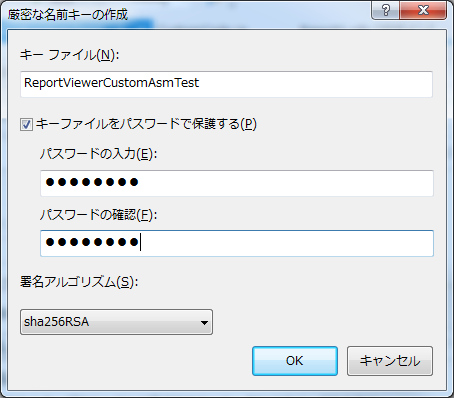 厳密な名前キーの作成
キー ファイル(N):
ReportViewerCustomAsmTest
キーファイルをパスワードで保護する(P)
パスワードの入力(E):
●●●●●●●●
パスワードの確認(F):
●●●●●●●●
署名アルゴリズム(S):
sha256RSA
OK キャンセル